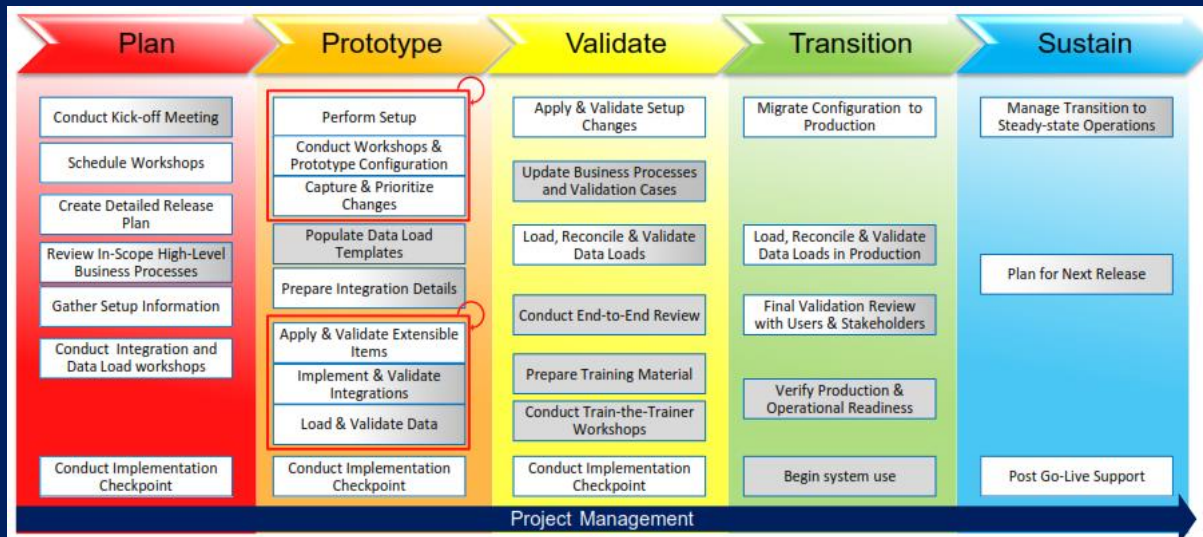 Plan
Prototype
Validate
Transition
Sustain
Conduct Kick-off Meeting
Schedule Workshops
Create Detailed Release
Plan
Review In-Scope High-Level
Business Processes
Gather Setup Information
Conduct Integration and
Data Load workshops
Conduct Implementation
Checkpoint
Perform Setup
Conduct Workshops &
Prototype Configuration
Capture & Prioritize
Changes
Populate Data Load
Templates
Prepare Integration Details
Apply & Validate Extensible
Items
Implement & Validate
Integrations
Load & Validate Data
Conduct Implementation
Checkpoint
Apply & Validate Setup
Changes
Update Business Processes
and Validation Cases
Load, Reconcile & Validate
Data Loads
Conduct End-to-End Review
Prepare Training Material
Conduct Train-the-Trainer
Workshops
Conduct Implementation
Checkpoint
Migrate Configuration to
Production
Load, Reconcile & Validate
Data Loads in Production
Final Validation Review
with Users & Stakeholders
Verify Production &
Operational Readiness
Begin system use
Manage Transition to
Steady-state Operations
Plan for Next Release
Post Go-Live Support
Project Management